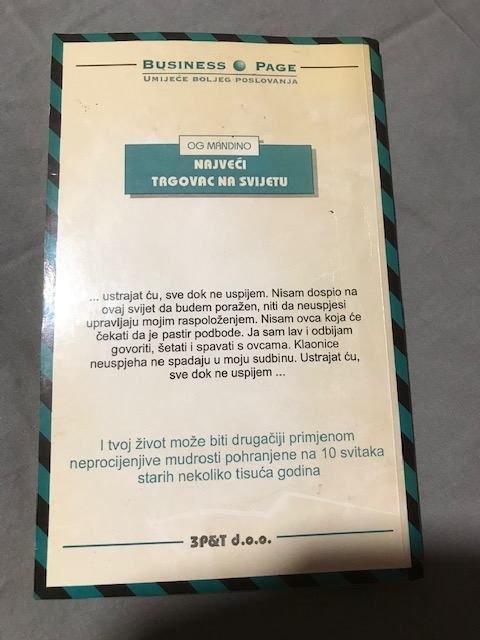 BUSINESS PAGE
UMIJEĆE BOLJEG POSLOVANJA
OG MANDINO
NAJVEĆI
TRGOVAC NA SVIJETU
... ustrajat ću, sve dok ne uspijem. Nisam dospio na
ovaj svijet da budem poražen, niti da neuspjesi
upravljaju mojim raspoloženjem. Nisam ovca koja će
čekati da je pastir podbode. Ja sam lav i odbijam
govoriti, šetati i spavati s ovcama. Klaonice
neuspjeha ne spadaju u moju sudbinu. Ustrajat ću,
sve dok ne uspijem ...
I tvoj život može biti drugačiji primjenom
neprocijenjive mudrosti pohranjene na 10 svitaka
starih nekoliko tisuća godina
3P&T d.o.o.